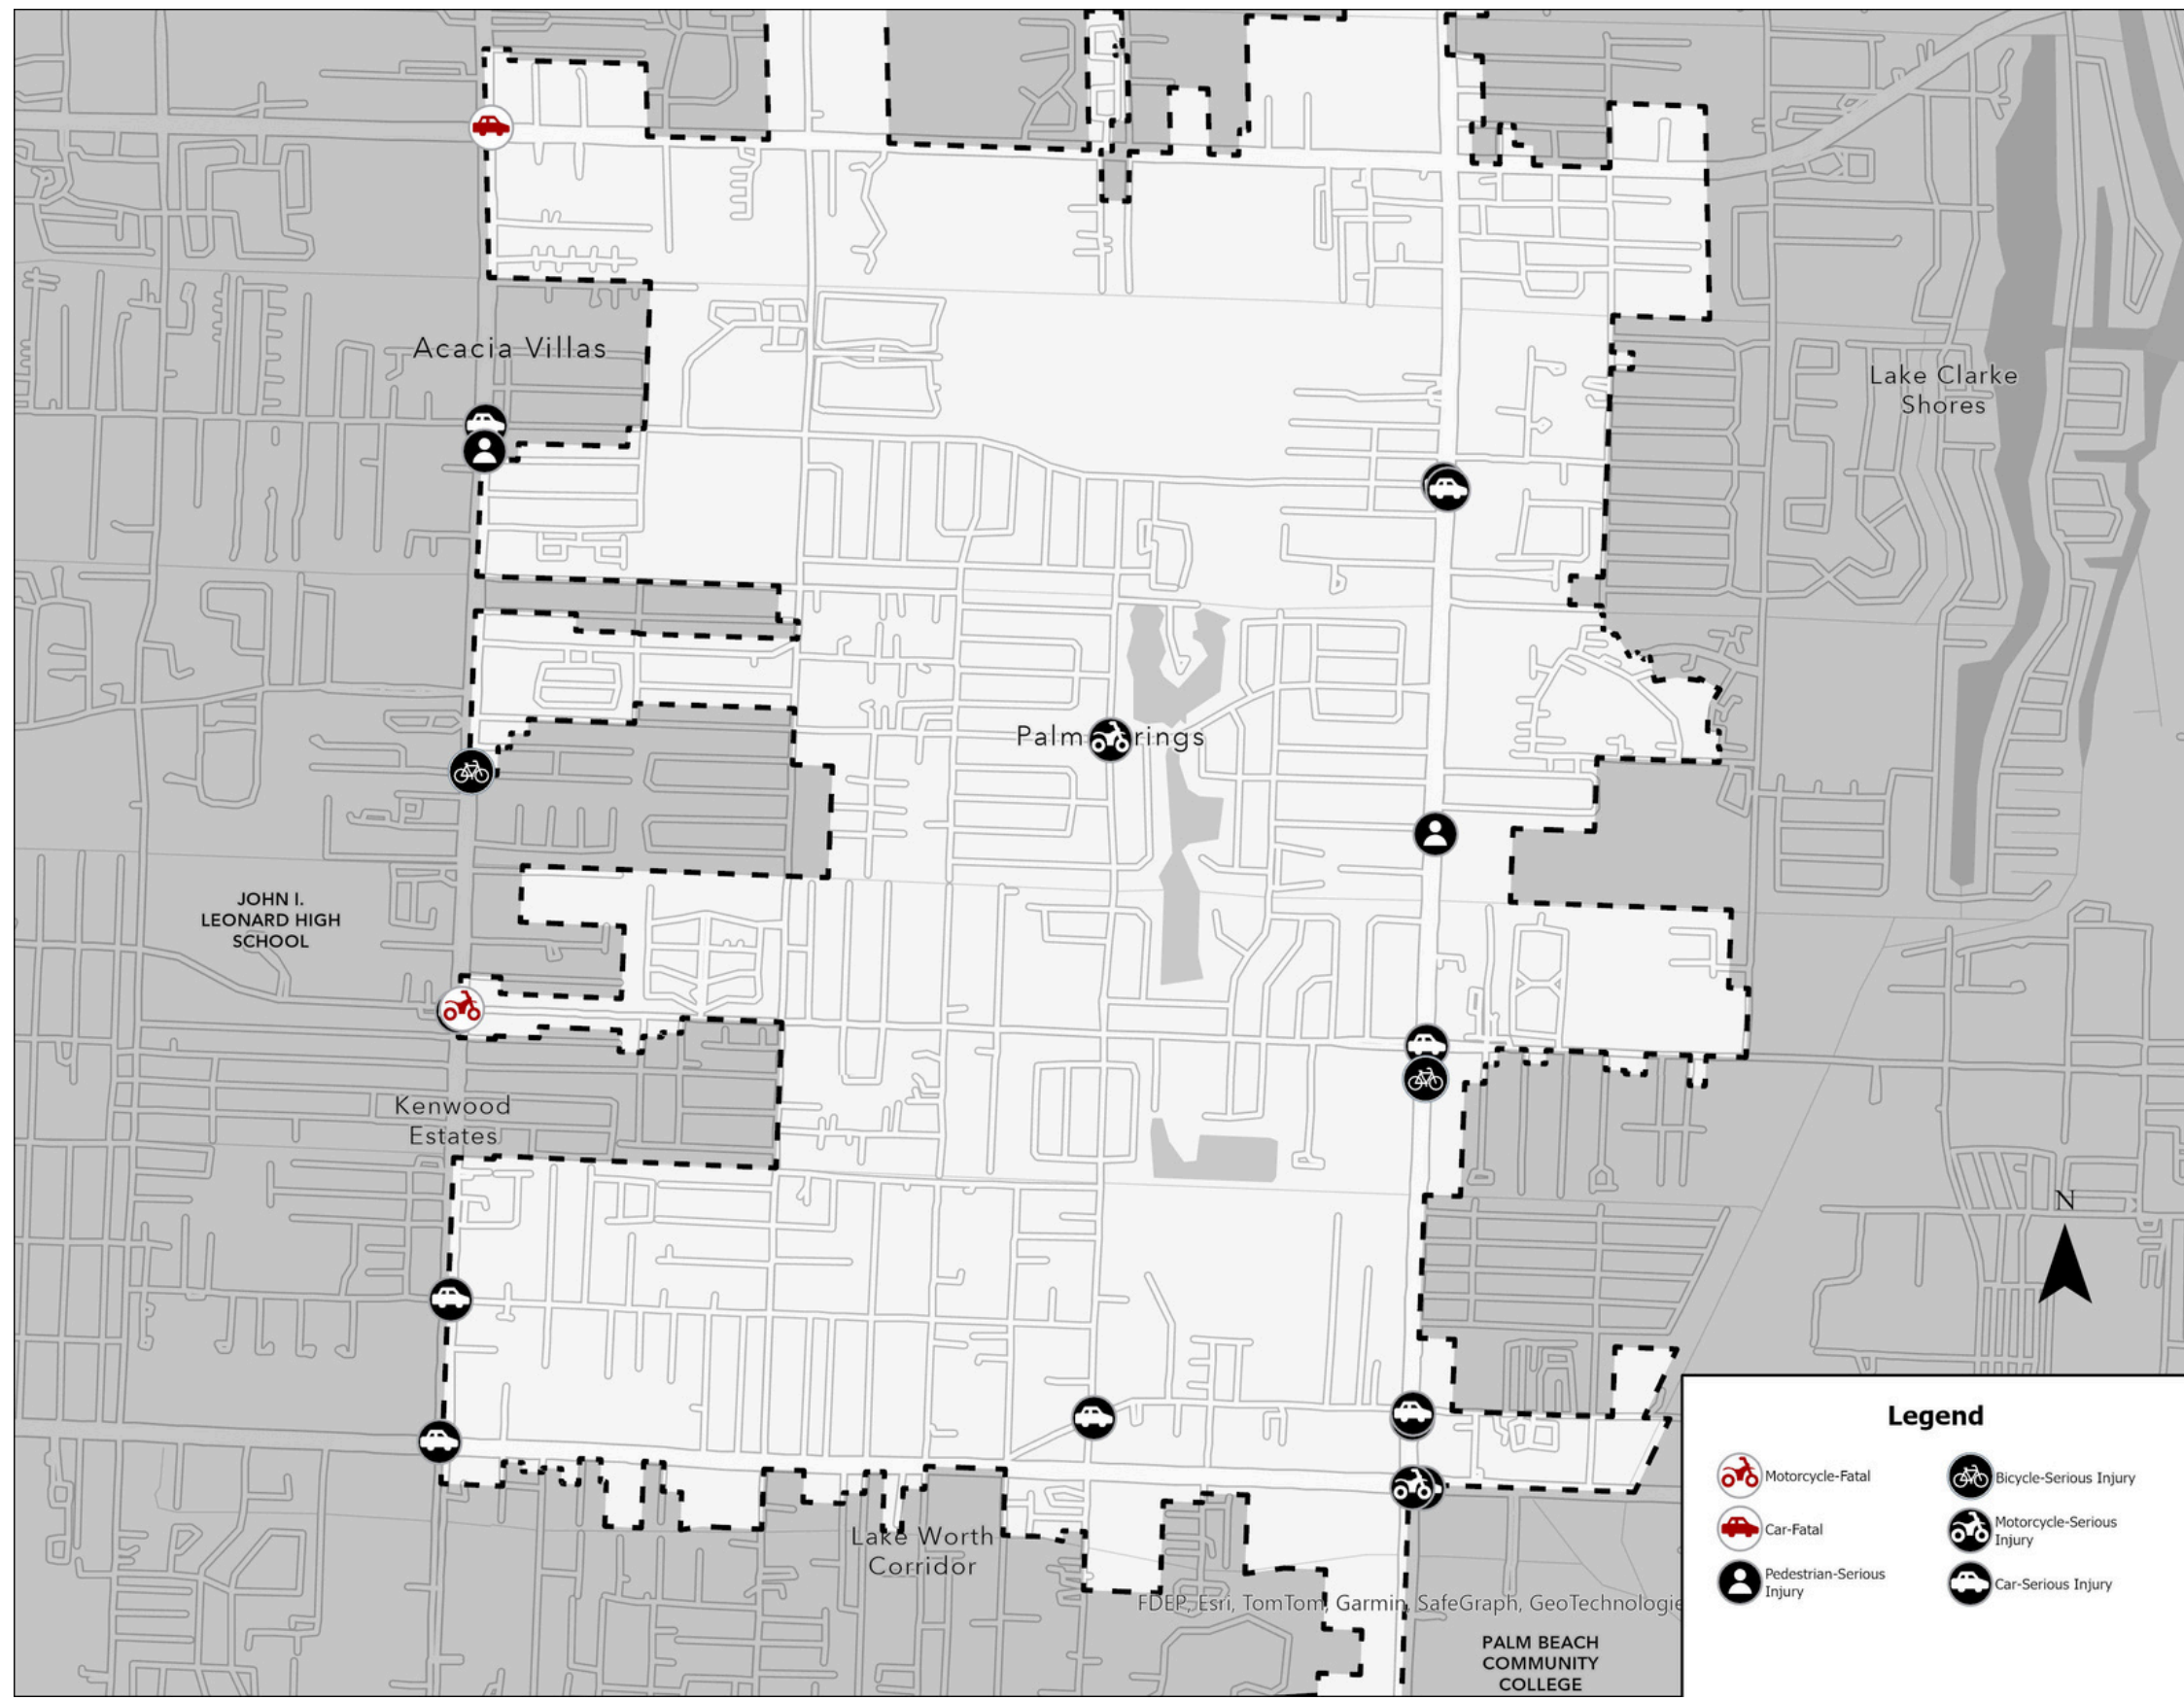 Acacia Villas
Lake Clarke
Shores
Palm
rings
JOHN I.
LEONARD HIGH
SCHOOL
Kenwood
Estates
N
Lake Worth
Corridor
FDEP, Esri, TomTom, Garmin, SafeGraph, GeoTechnologie
PALM BEACH
COMMUNITY
COLLEGE
Legend
Motorcycle-Fatal
Car-Fatal
Pedestrian-Serious
Injury
Bicycle-Serious Injury
Motorcycle-Serious
Injury
Car-Serious Injury